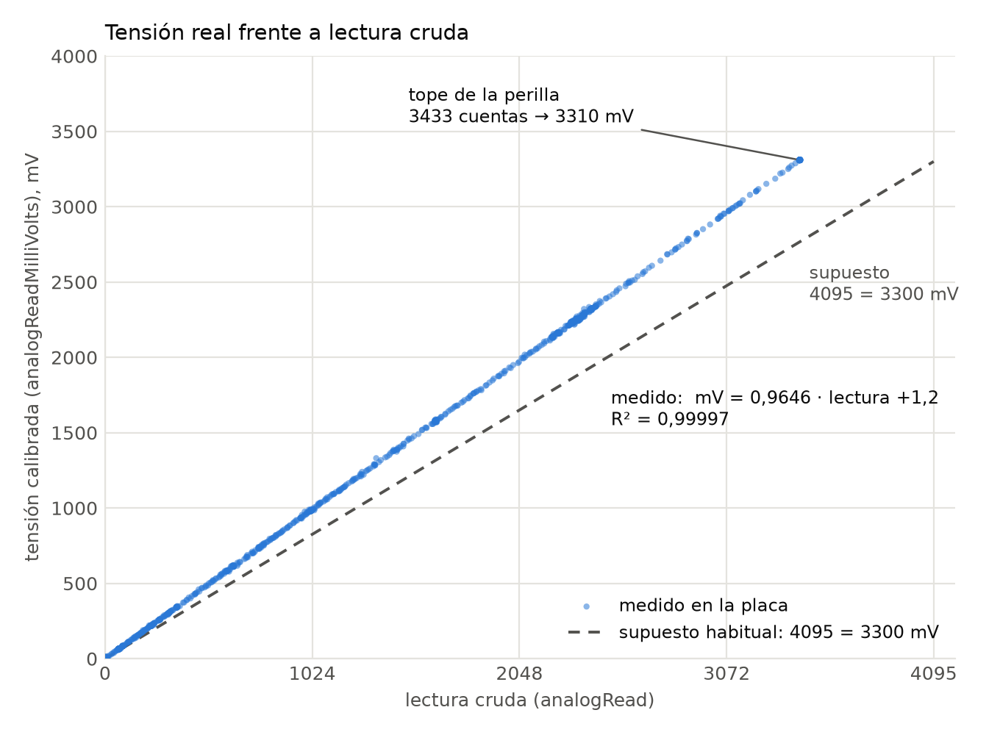 Tensión real frente a lectura cruda
4000
3500
3000
2500
2000
1500
1000
500
0
tensión calibrada (analogReadMilliVolts), mV
tope de la perilla
3433 cuentas → 3310 mV
supuesto
4095 = 3300 mV
medido:  mV = 0,9646 · lectura +1,2
R² = 0,99997
medido en la placa
supuesto habitual: 4095 = 3300 mV
0
1024
2048
3072
4095
lectura cruda (analogRead)